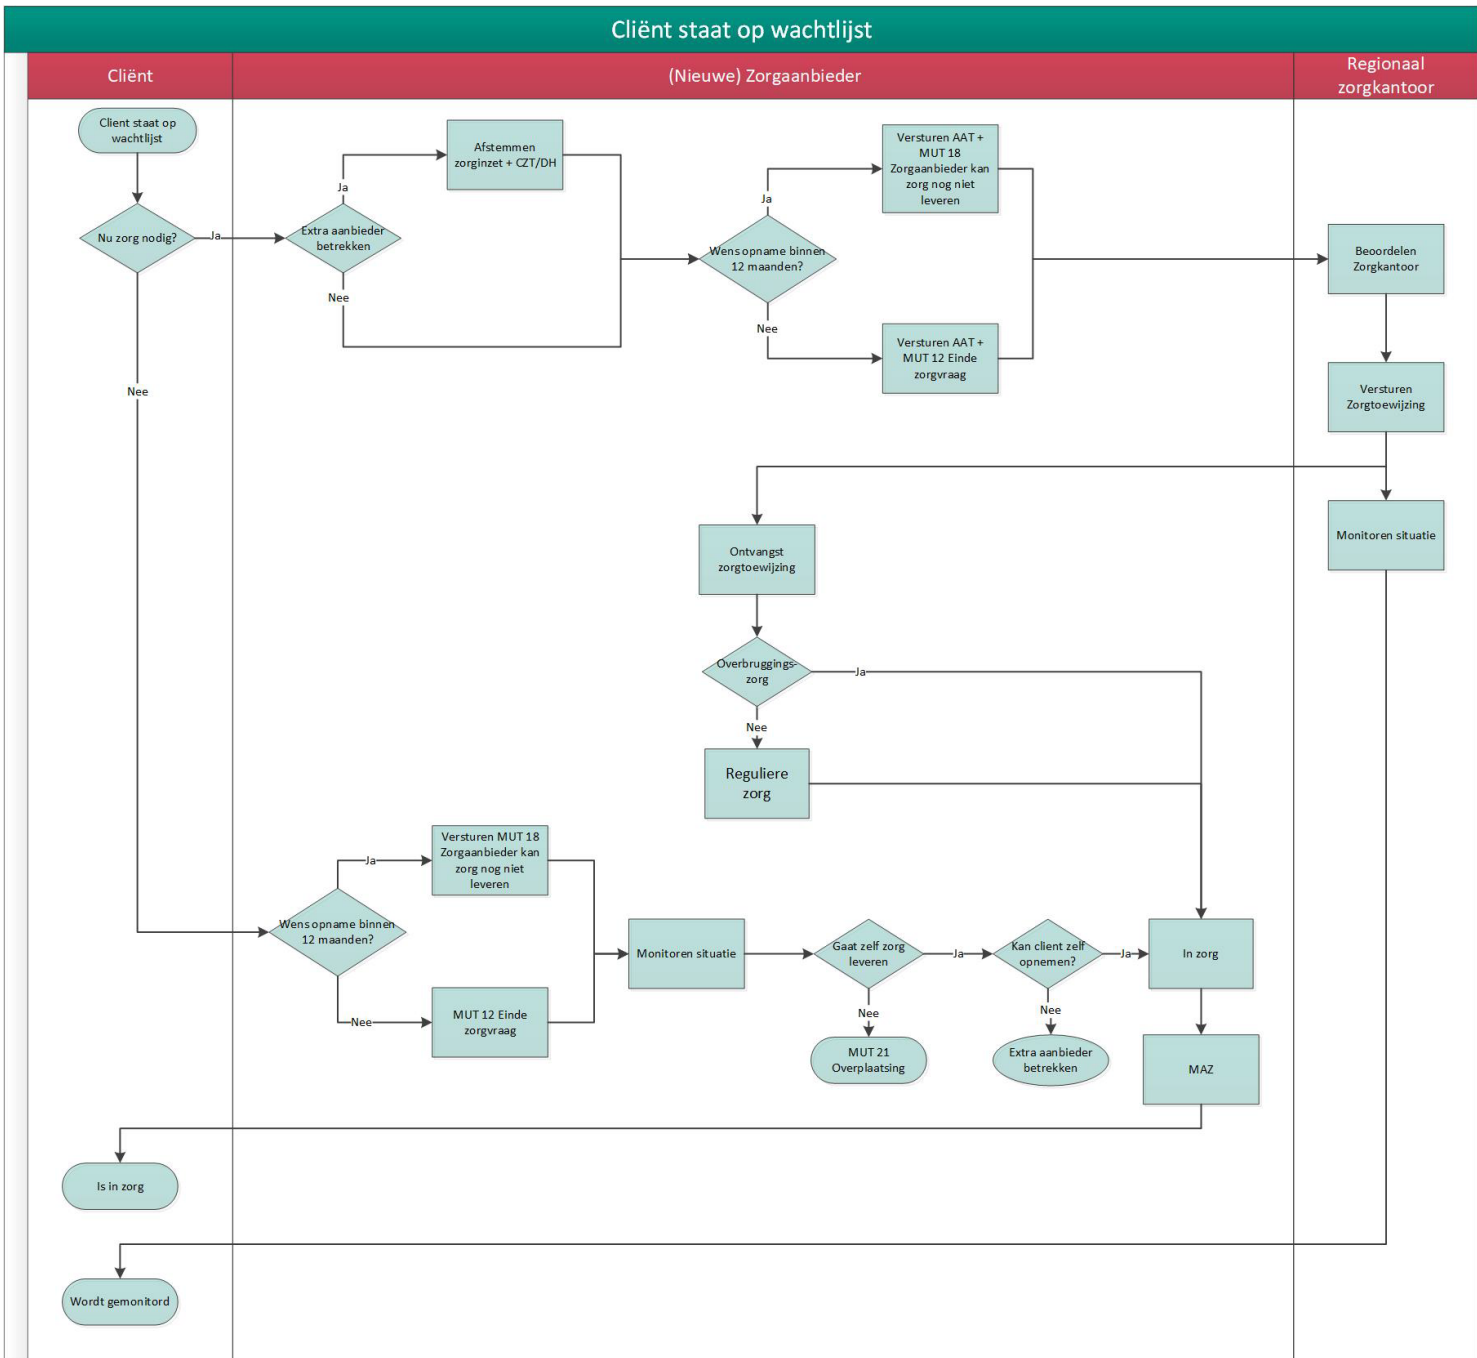 Cliënt staat op wachtlijst
Cliënt
(Nieuwe) Zorgaanbieder
Regionaal
zorgkantoor
Client staat op
wachtlijst
Nu zorg nodig?
Ja
Nee
Extra aanbieder
betrekken
Ja
Nee
Afstemmen
zorginzet + CZT/DH
Wens opname binnen
12 maanden?
Ja
Nee
Versturen AAT +
MUT 18
Zorgaanbieder kan
zorg nog niet
leveren
Versturen AAT +
MUT 12 Einde
zorgvraag
Beoordelen
Zorgkantoor
Versturen
Zorgtoewijzing
Monitoren situatie
Ontvangst
zorgtoewijzing
Overbruggings-
zorg
Ja
Nee
Reguliere
zorg
Wens opname binnen
12 maanden?
Ja
Nee
Versturen MUT 18
Zorgaanbieder kan
zorg nog niet
leveren
MUT 12 Einde
zorgvraag
Monitoren situatie
Gaat zelf zorg
leveren
Ja
Nee
MUT 21
Overplaatsing
Kan client zelf
opnemen?
Ja
Nee
Extra aanbieder
betrekken
In zorg
MAZ
Is in zorg
Wordt gemonitord